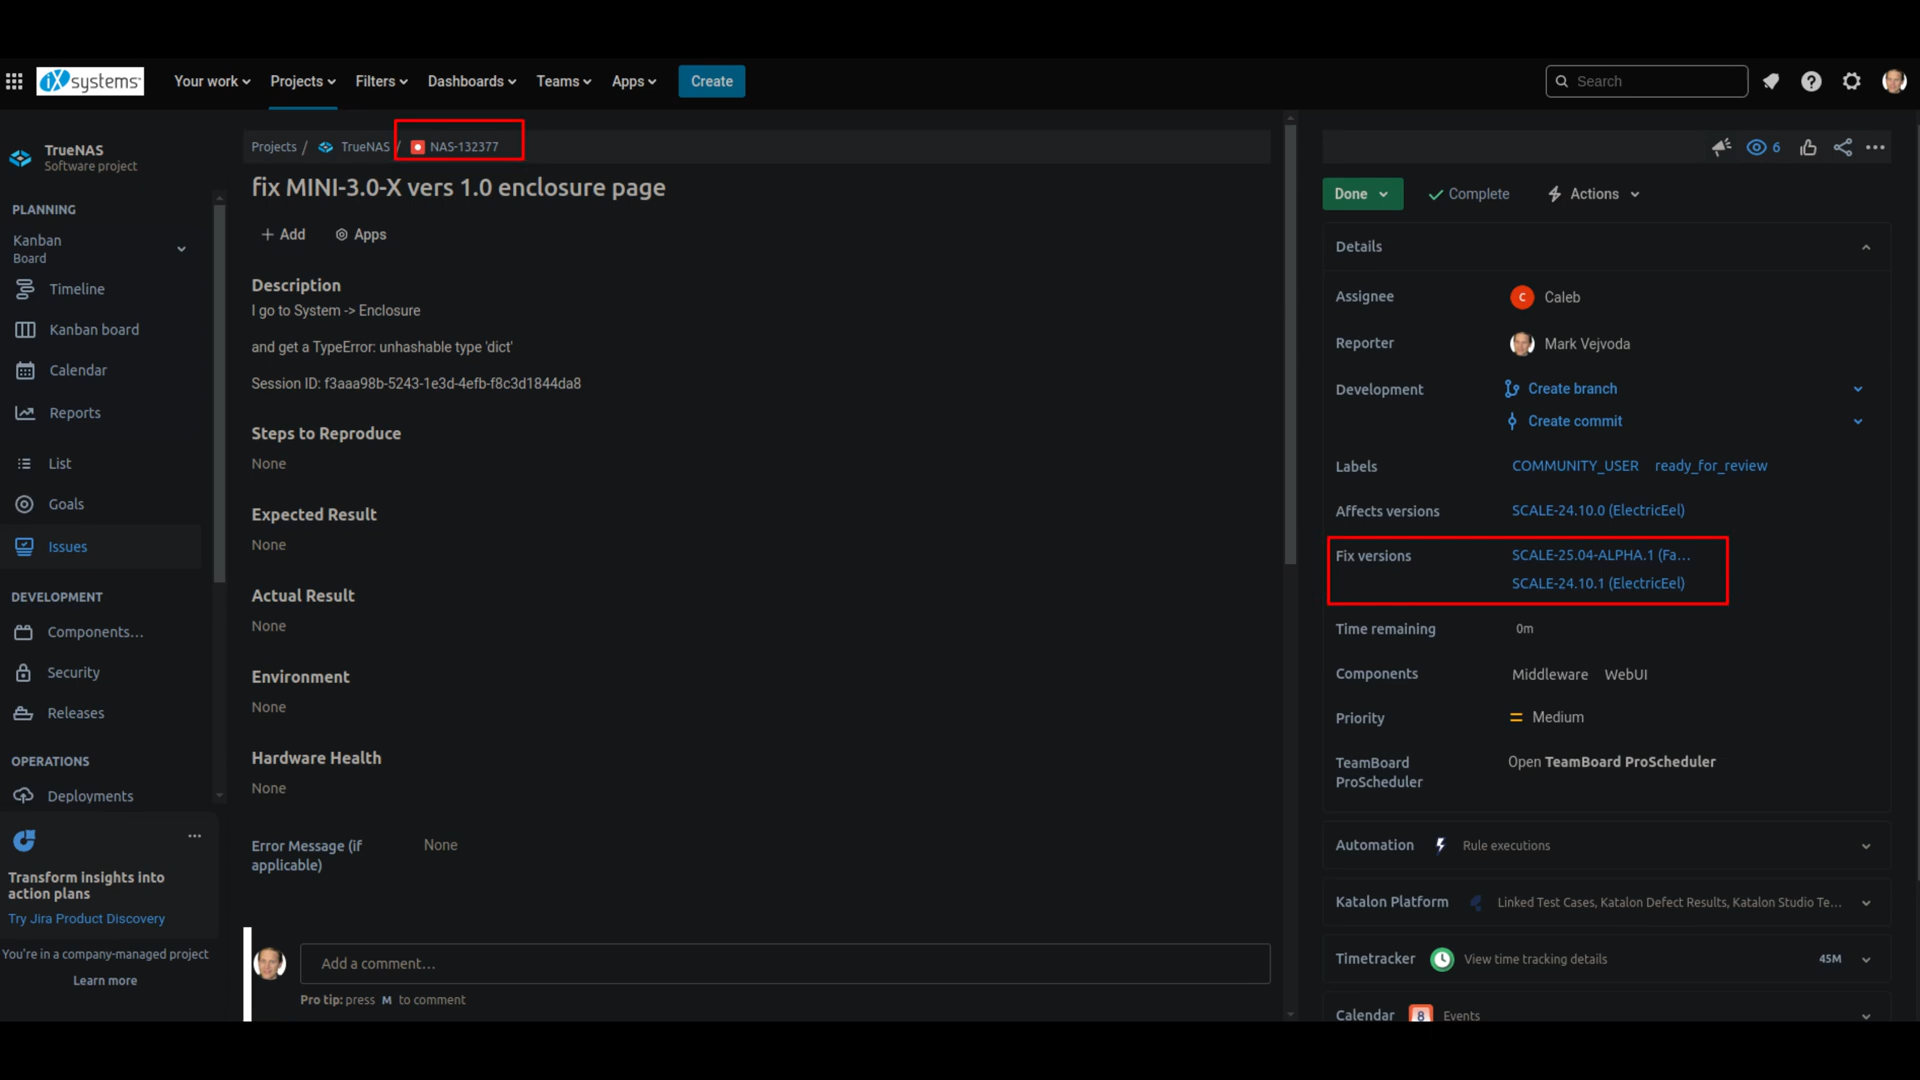 iXsystems
Your work
Projects
Filters
Dashboards
Teams
Apps
Create
Search
TrueNAS
Software project
PLANNING
Kanban
Board
Timeline
Kanban board
Calendar
Reports
List
Goals
Issues
DEVELOPMENT
Components…
Security
Releases
OPERATIONS
Deployments
Transform insights into
action plans
Try Jira Product Discovery
You're in a company-managed project
Learn more
Projects / TrueNAS / NAS-132377
fix MINI-3.0-X vers 1.0 enclosure page
+ Add
Apps
Description
I go to System -> Enclosure
and get a TypeError: unhashable type 'dict'
Session ID: f3aaa98b-5243-1e3d-4efb-f8c3d1844da8
Steps to Reproduce
None
Expected Result
None
Actual Result
None
Environment
None
Hardware Health
None
Error Message (if
applicable)
None
Add a comment…
Pro tip: press M to comment
6
Done
Complete
Actions
Details
Assignee
C
Caleb
Reporter
Mark Vejvoda
Development
Create branch
Create commit
Labels
COMMUNITY_USER ready_for_review
Affects versions
SCALE-24.10.0 (ElectricEel)
Fix versions
SCALE-25.04-ALPHA.1 (Fa…
SCALE-24.10.1 (ElectricEel)
Time remaining
0m
Components
Middleware WebUI
Priority
Medium
TeamBoard
ProScheduler
Open TeamBoard ProScheduler
Automation
Rule executions
Katalon Platform
Linked Test Cases, Katalon Defect Results, Katalon Studio Te…
Timetracker
View time tracking details
45M
Calendar
8
Events